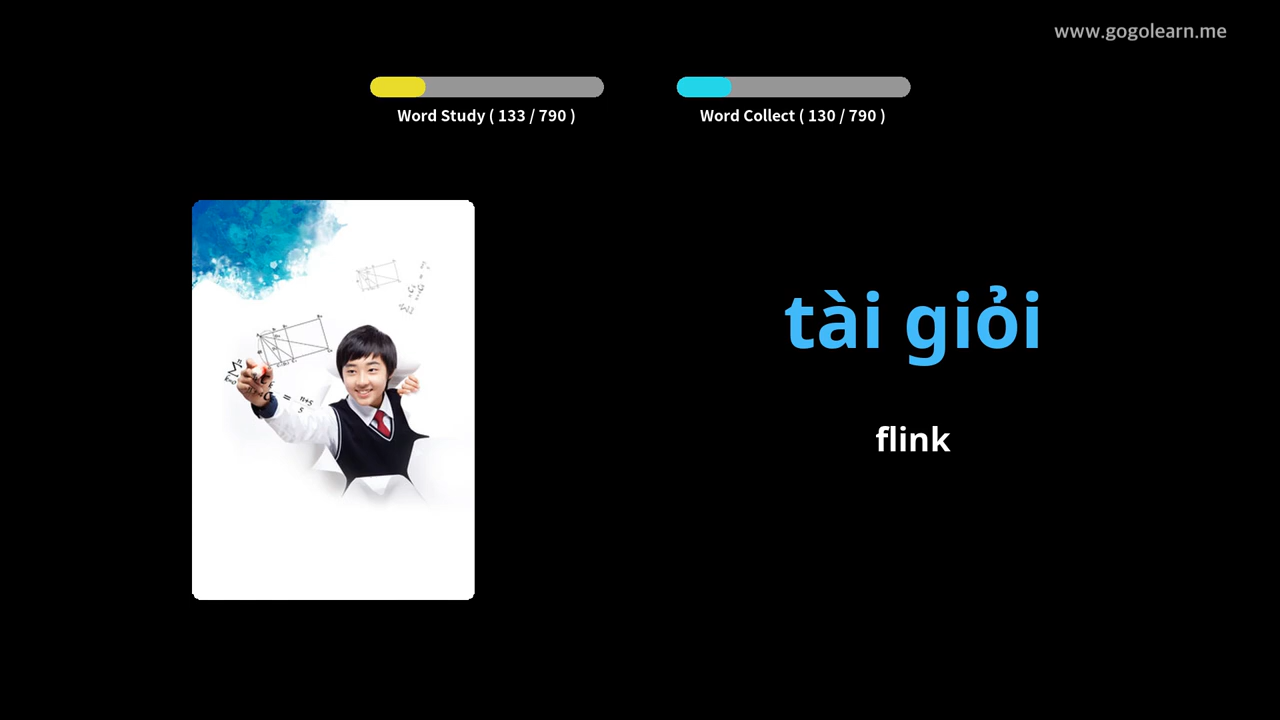 www.gogolearn.me
Word Study ( 133 / 790 )
Word Collect ( 130 / 790 )
tài giỏi
flink